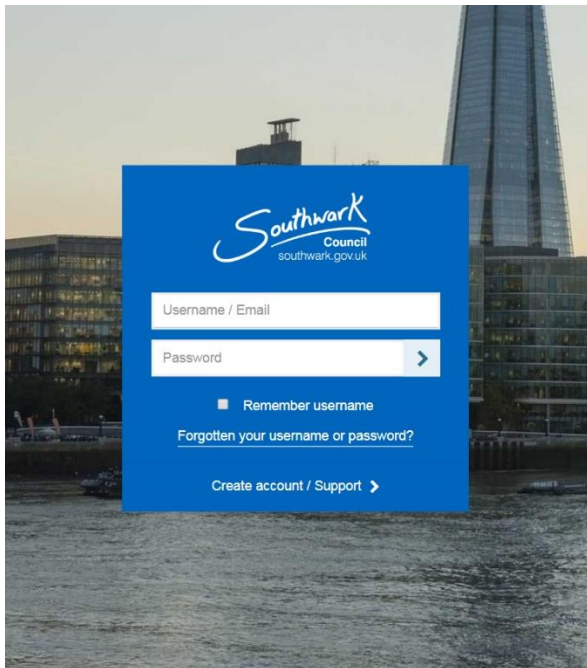 Southwark
Council
southwark.gov.uk
Username / Email
Password
Remember username
Forgotten your username or password?
Create account / Support